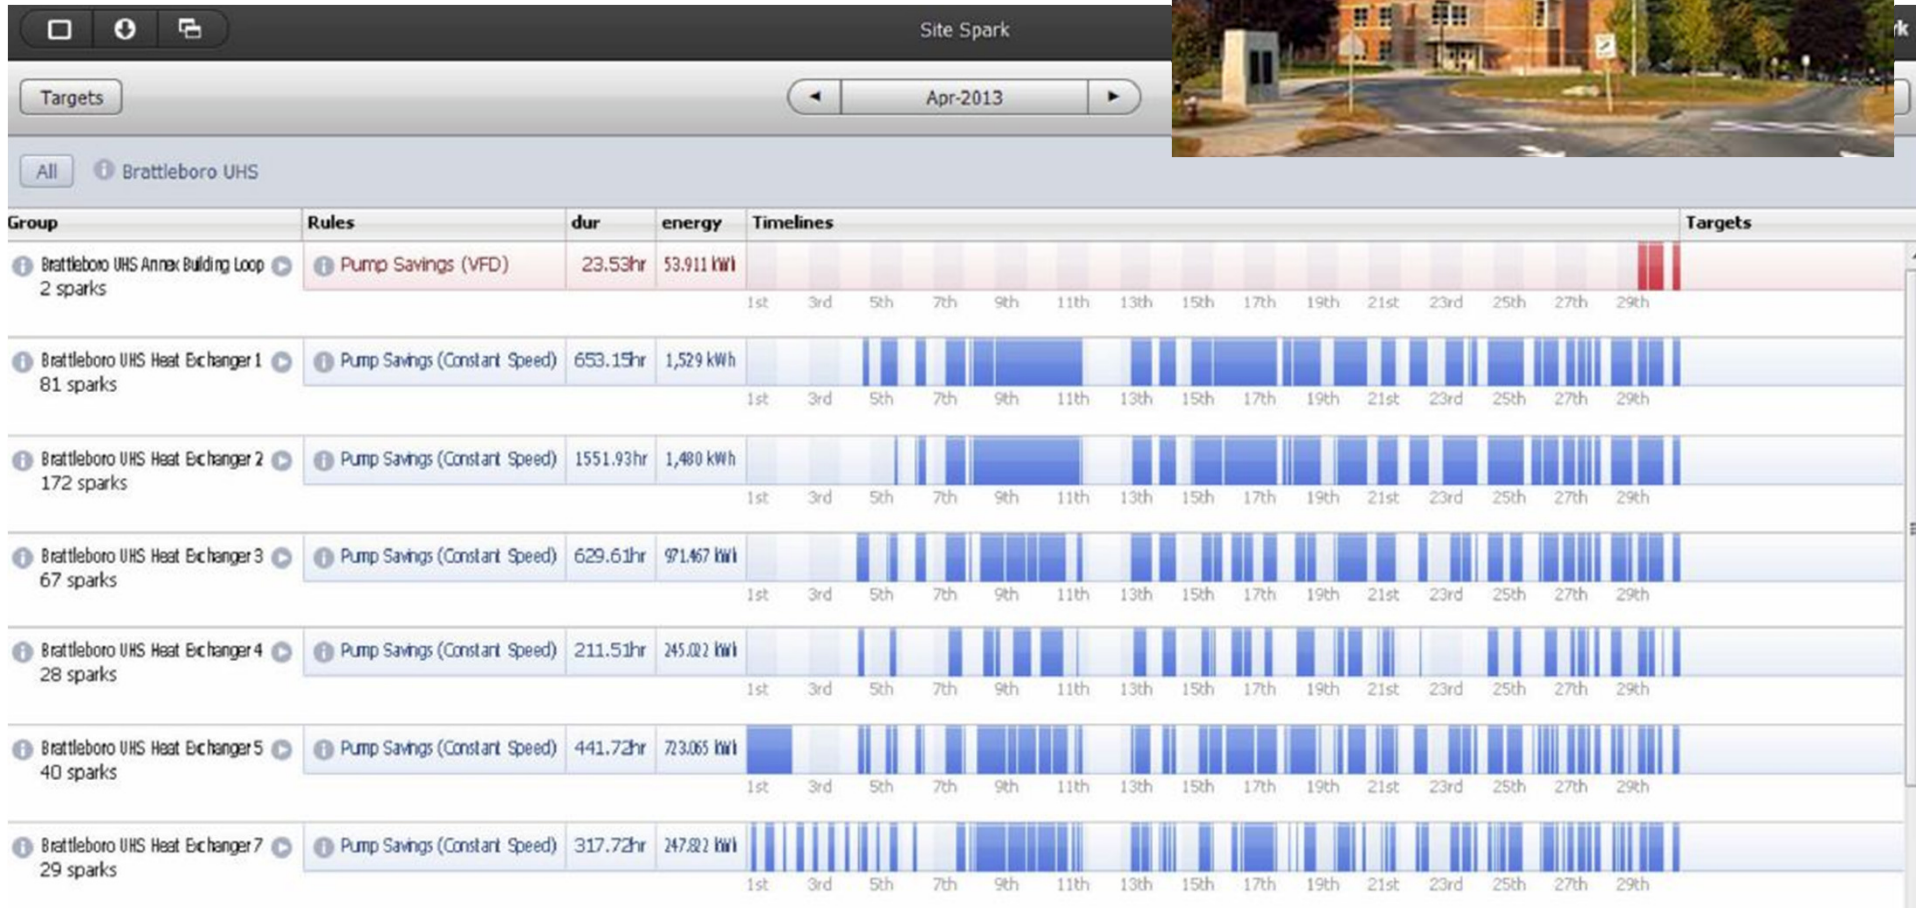 Site Spark
rk
Targets
Apr-2013
All Brattleboro UHS
Group Rules dur energy Timelines Targets
Brattleboro UHS Annex Building Loop Pump Savings (VFD) 23.53hr 53.911 kWh
2 sparks
1st 3rd 5th 7th 9th 11th 13th 15th 17th 19th 21st 23rd 25th 27th 29th
Brattleboro UHS Heat Exchanger 1 Pump Savings (Constant Speed) 653.15hr 1,529 kWh
81 sparks
1st 3rd 5th 7th 9th 11th 13th 15th 17th 19th 21st 23rd 25th 27th 29th
Brattleboro UHS Heat Exchanger 2 Pump Savings (Constant Speed) 1551.93hr 1,480 kWh
172 sparks
1st 3rd 5th 7th 9th 11th 13th 15th 17th 19th 21st 23rd 25th 27th 29th
Brattleboro UHS Heat Exchanger 3 Pump Savings (Constant Speed) 629.61hr 971.467 kWh
67 sparks
1st 3rd 5th 7th 9th 11th 13th 15th 17th 19th 21st 23rd 25th 27th 29th
Brattleboro UHS Heat Exchanger 4 Pump Savings (Constant Speed) 211.51hr 245.022 kWh
28 sparks
1st 3rd 5th 7th 9th 11th 13th 15th 17th 19th 21st 23rd 25th 27th 29th
Brattleboro UHS Heat Exchanger 5 Pump Savings (Constant Speed) 441.72hr 723.065 kWh
40 sparks
1st 3rd 5th 7th 9th 11th 13th 15th 17th 19th 21st 23rd 25th 27th 29th
Brattleboro UHS Heat Exchanger 7 Pump Savings (Constant Speed) 317.72hr 247.822 kWh
29 sparks
1st 3rd 5th 7th 9th 11th 13th 15th 17th 19th 21st 23rd 25th 27th 29th